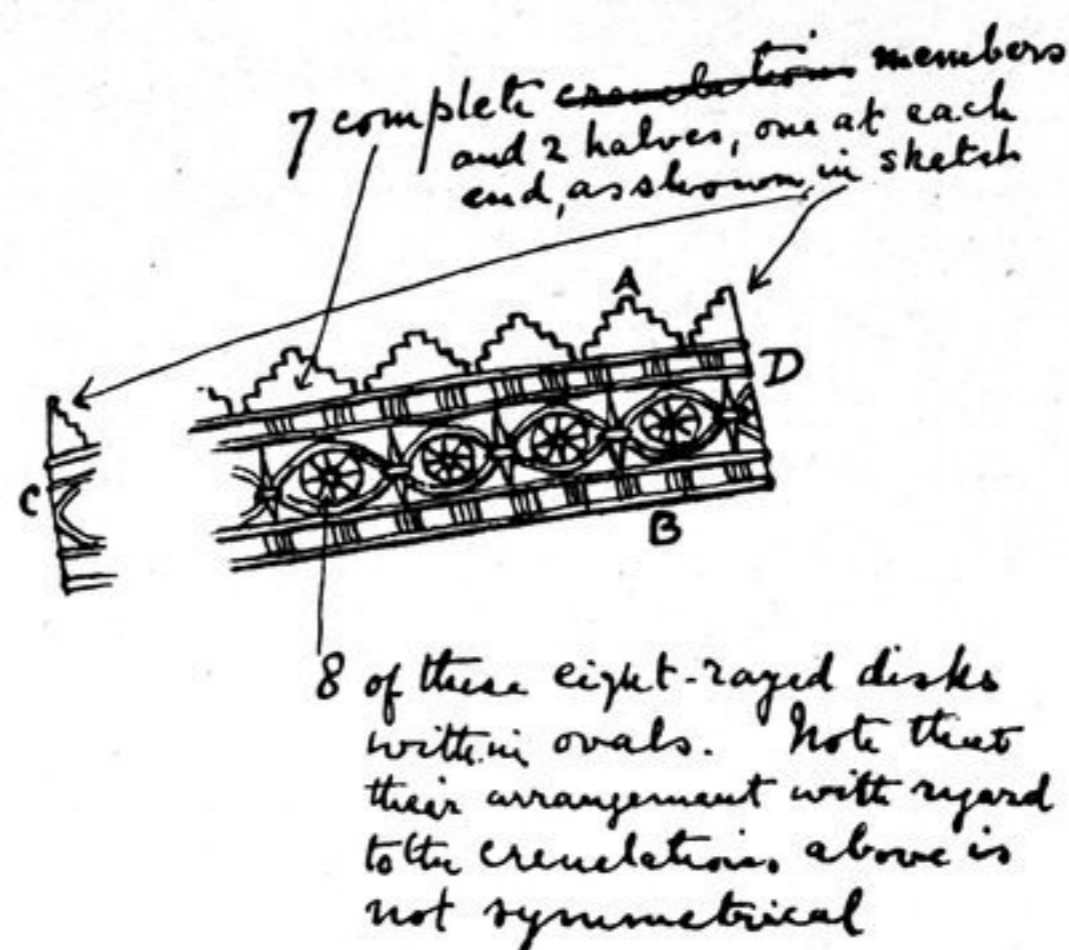 7 complete crenelations members
and 2 halves, one at each
end, as shown in sketch
A
D
C
B
8 of these eight-rayed disks
within ovals. Note that
their arrangement with regard
to the crenelations above is
not symmetrical